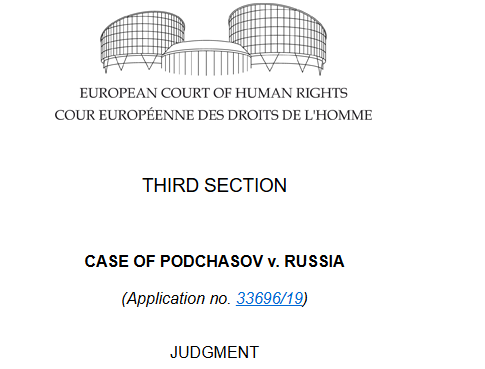 EUROPEAN COURT OF HUMAN RIGHTS
COUR EUROPÉENNE DES DROITS DE L'HOMME
THIRD SECTION
CASE OF PODCHASOV v. RUSSIA
(Application no. 33696/19)
JUDGMENT